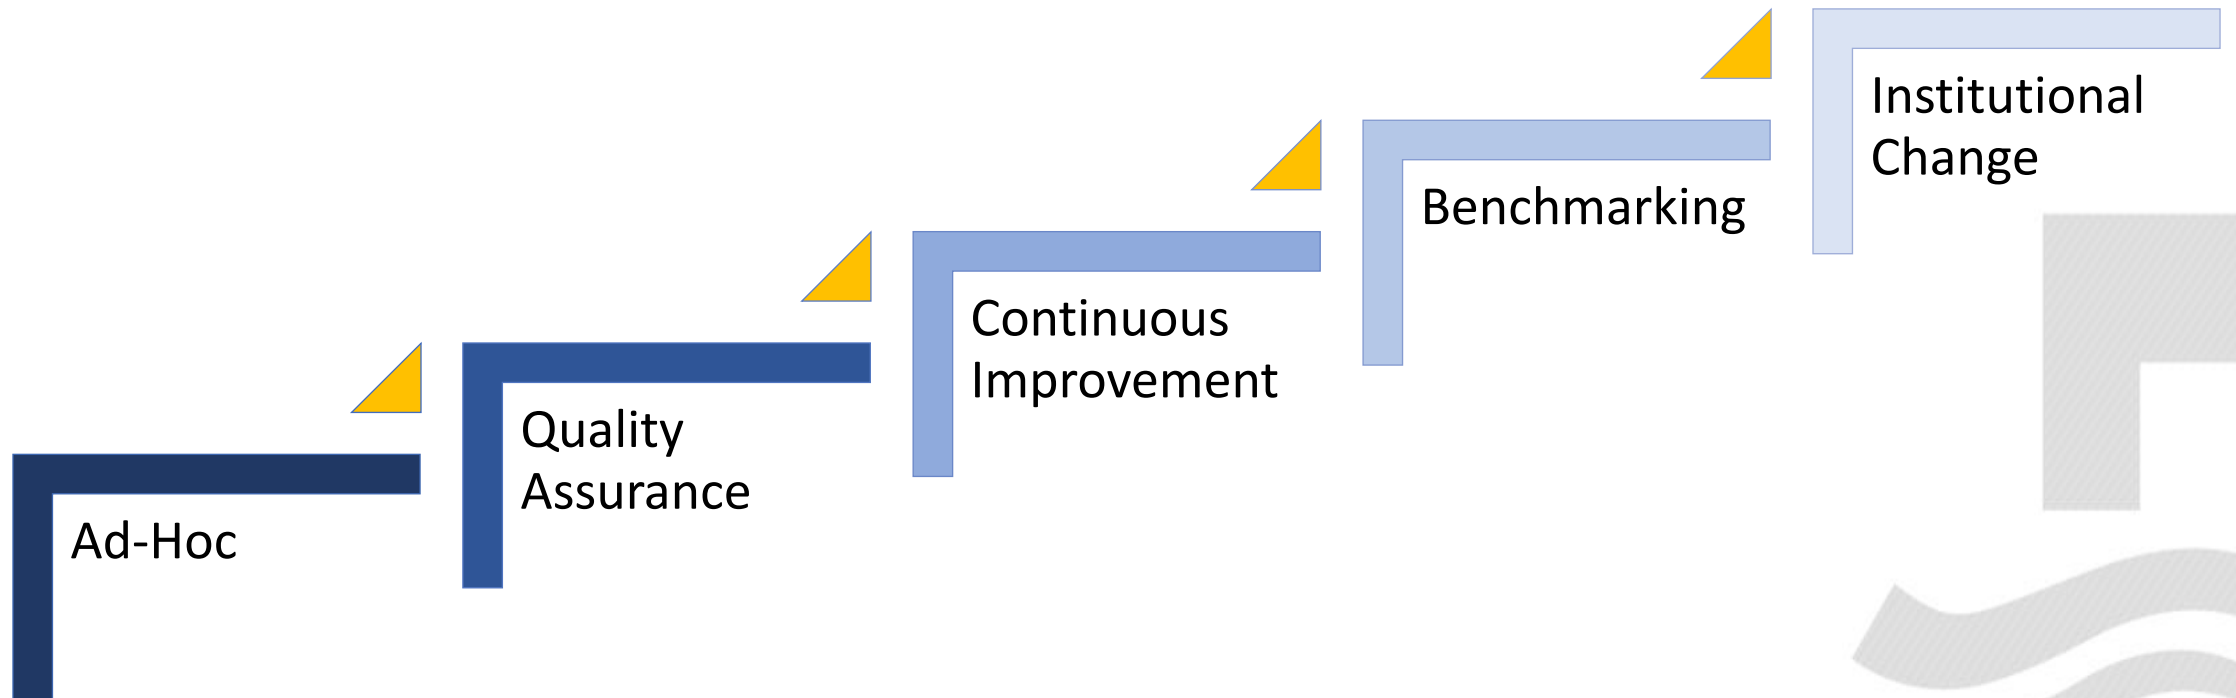 Ad-Hoc
Quality
Assurance
Continuous
Improvement
Benchmarking
Institutional
Change